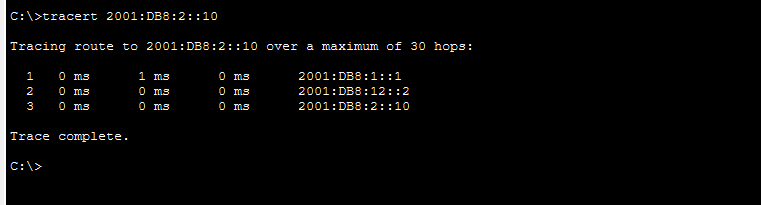 C:\>tracert 2001:DB8:2::10
Tracing route to 2001:DB8:2::10 over a maximum of 30 hops:
1 0 ms 1 ms 0 ms 2001:DB8:1::1
2 0 ms 0 ms 0 ms 2001:DB8:12::2
3 0 ms 0 ms 0 ms 2001:DB8:2::10
Trace complete.
C:\>